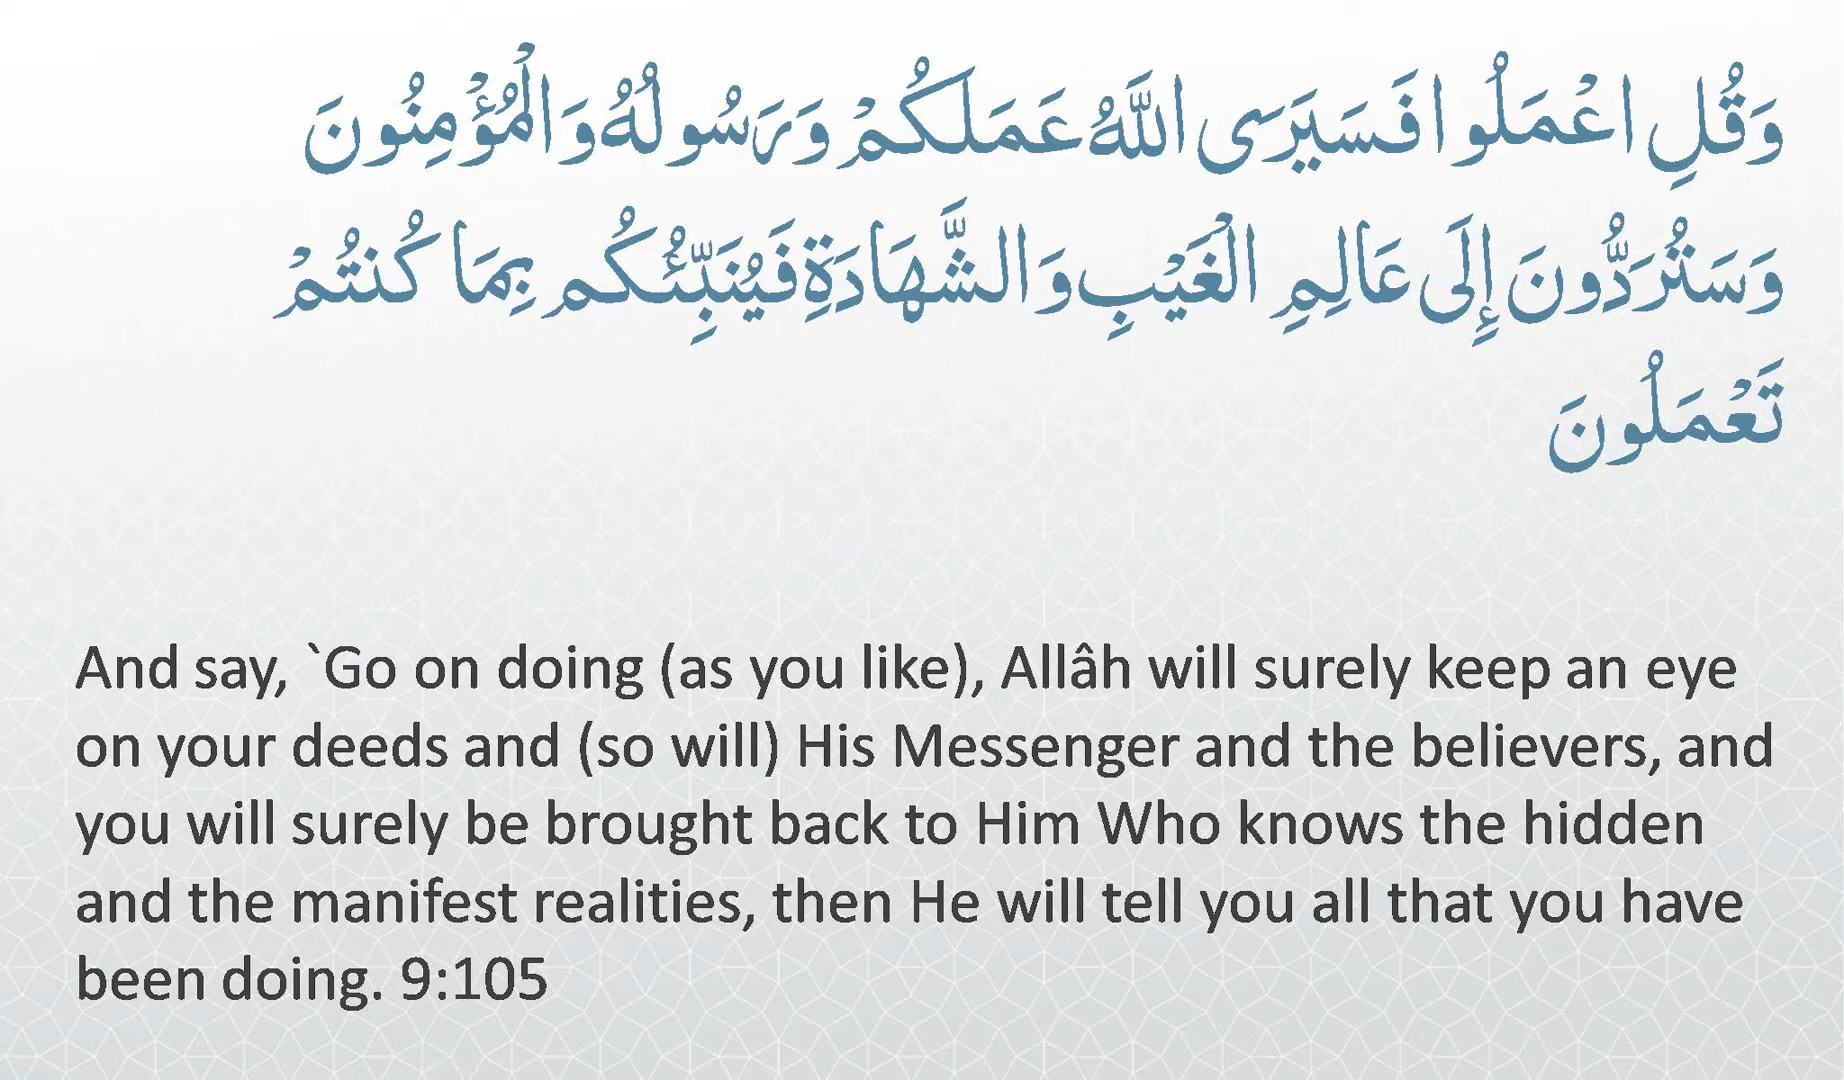 وَقُلِ اعْمَلُوا فَسَيَرَى اللَّهُ عَمَلَكُمْ وَرَسُولُهُ وَالْمُؤْمِنُونَ
وَسَتُرَدُّونَ إِلَى عَالِمِ الْغَيْبِ وَالشَّهَادَةِ فَيُنَبِّئُكُم بِمَا كُنتُمْ
تَعْمَلُونَ
And say, `Go on doing (as you like), Allâh will surely keep an eye
on your deeds and (so will) His Messenger and the believers, and
you will surely be brought back to Him Who knows the hidden
and the manifest realities, then He will tell you all that you have
been doing. 9:105